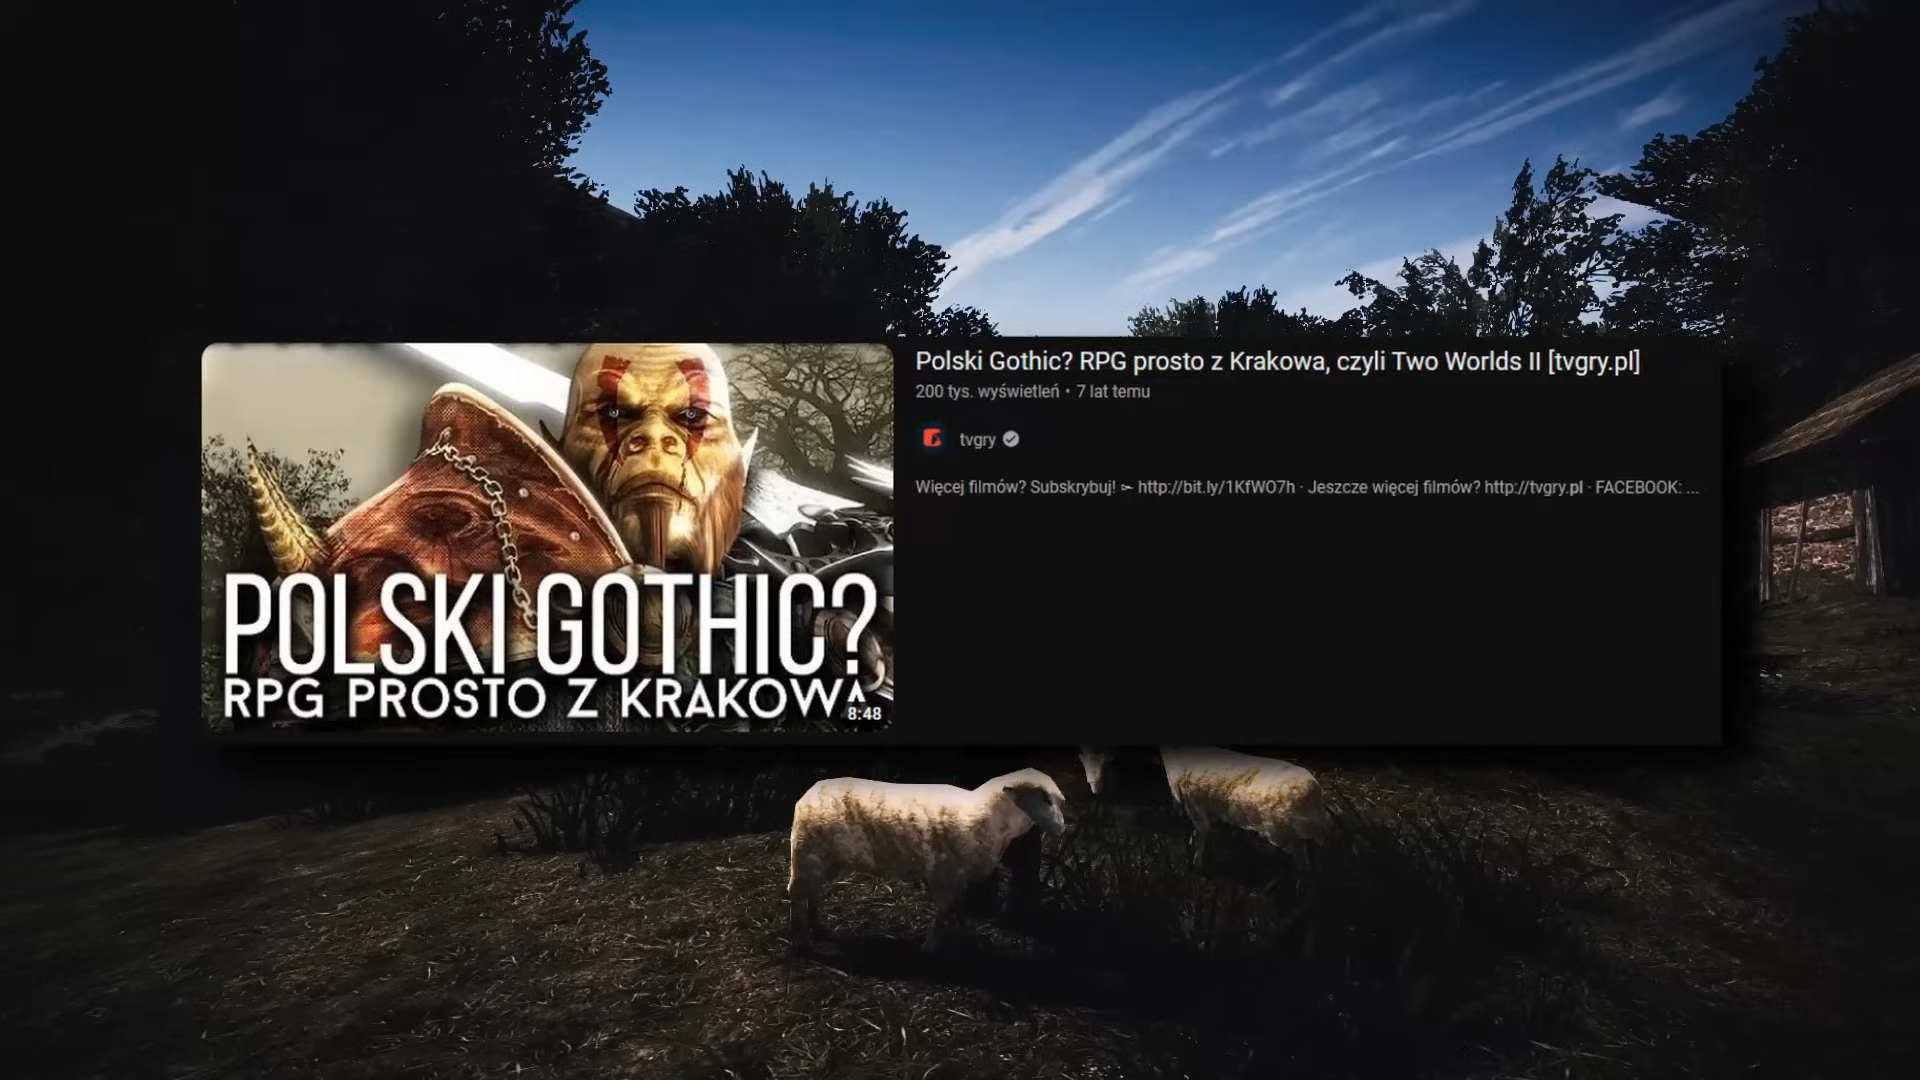 POLSKI GOTHIC?
RPG PROSTO Z KRAKOWA
8:48
Polski Gothic? RPG prosto z Krakowa, czyli Two Worlds II [tvgry.pl]
200 tys. wyświetleń • 7 lat temu
tvgry
Więcej filmów? Subskrybuj! ► http://bit.ly/1KfWO7h · Jeszcze więcej filmów? http://tvgry.pl · FACEBOOK: ...